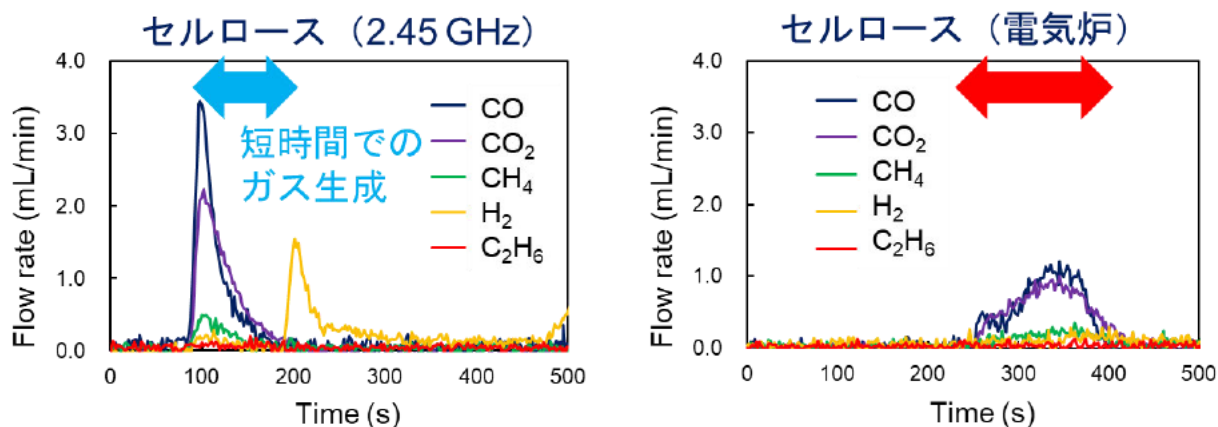 セルロース（2.45 GHz）
4.0
3.0
2.0
1.0
0.0
Flow rate (mL/min)
CO
CO₂
CH₄
H₂
C₂H₆
短時間での
ガス生成
0 100 200 300 400 500
Time (s)
セルロース（電気炉）
4.0
3.0
2.0
1.0
0.0
Flow rate (mL/min)
CO
CO₂
CH₄
H₂
C₂H₆
0 100 200 300 400 500
Time (s)